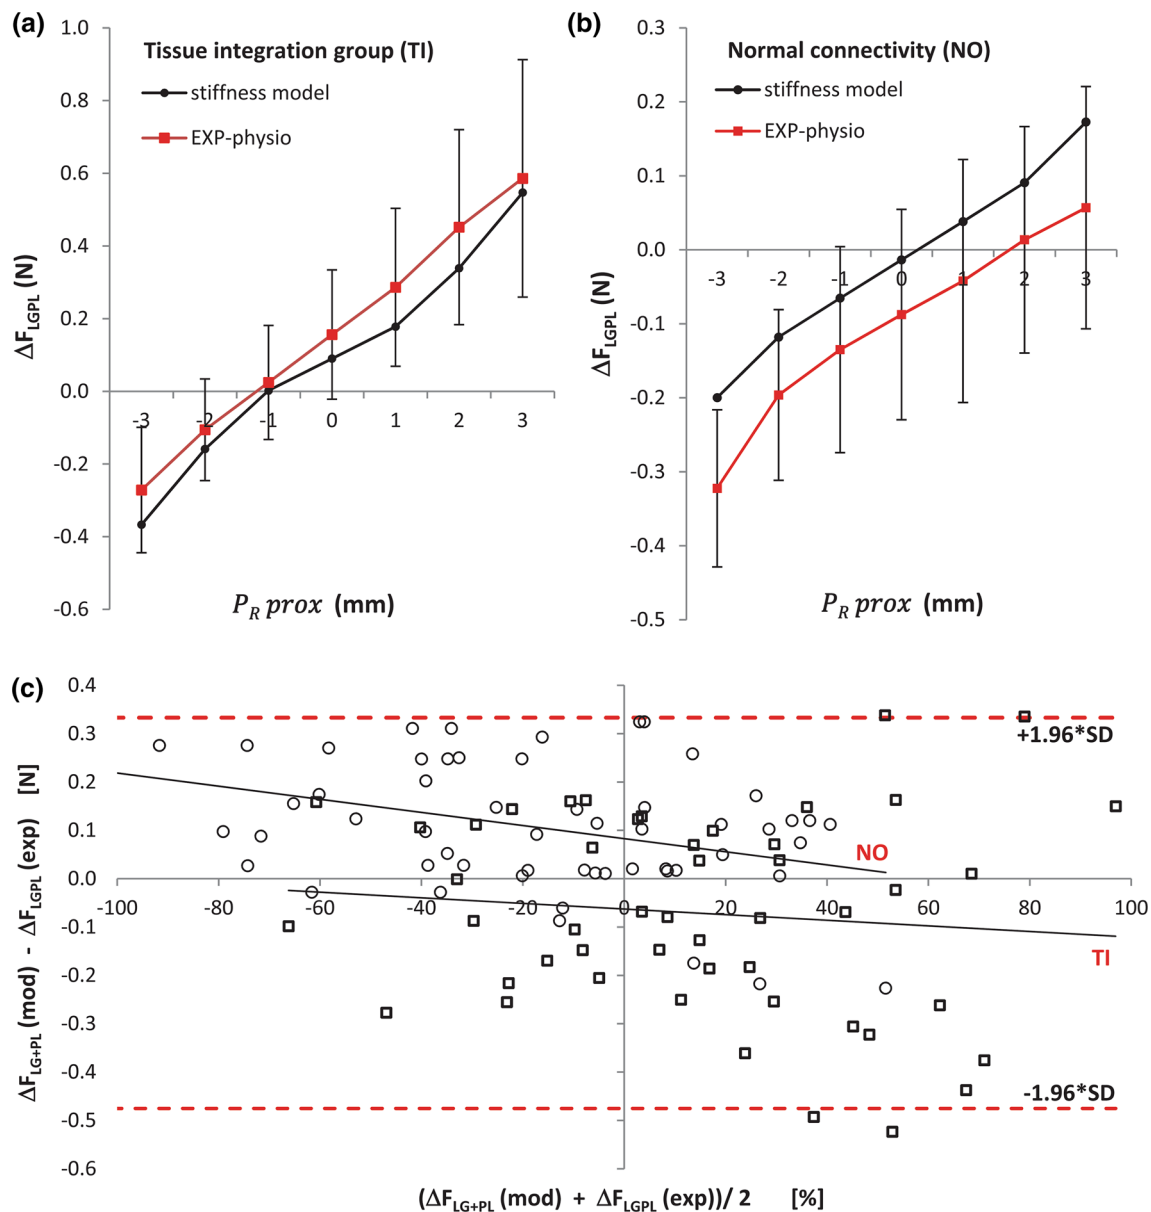 (a)
Tissue integration group (TI)
stiffness model
EXP-physio
1.0
0.8
0.6
0.4
0.2
0.0
-0.2
-0.4
-0.6
-3 -2 -1 0 1 2 3
ΔF_LGPL (N)
P_R prox (mm)
(b)
Normal connectivity (NO)
stiffness model
EXP-physio
0.3
0.2
0.1
0.0
-0.1
-0.2
-0.3
-0.4
-0.5
-3 -2 -1 0 1 2 3
ΔF_LGPL (N)
P_R prox (mm)
(c)
0.4
0.3
0.2
0.1
0.0
-0.1
-0.2
-0.3
-0.4
-0.5
-0.6
-100 -80 -60 -40 -20 0 20 40 60 80 100
+1.96*SD
NO
TI
-1.96*SD
ΔF_LG+PL (mod) - ΔF_LGPL (exp) [N]
(ΔF_LG+PL (mod) + ΔF_LGPL (exp))/ 2 [%]